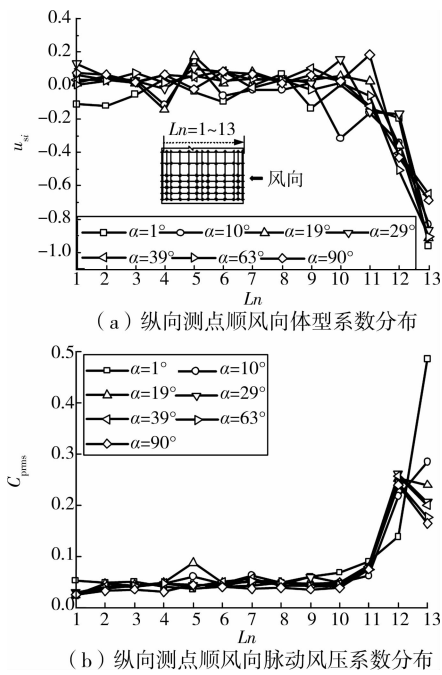 0.4
0.2
0.0
-0.2
-0.4
-0.6
-0.8
-1.0
u_si
Ln=1~13
风向
α=1° α=10° α=19° α=29°
α=39° α=63° α=90°
1 2 3 4 5 6 7 8 9 10 11 12 13
Ln
（a）纵向测点顺风向体型系数分布
0.5
0.4
0.3
0.2
0.1
0.0
C_prms
α=1° α=10°
α=19° α=29°
α=39° α=63°
α=90°
1 2 3 4 5 6 7 8 9 10 11 12 13
Ln
（b）纵向测点顺风向脉动风压系数分布